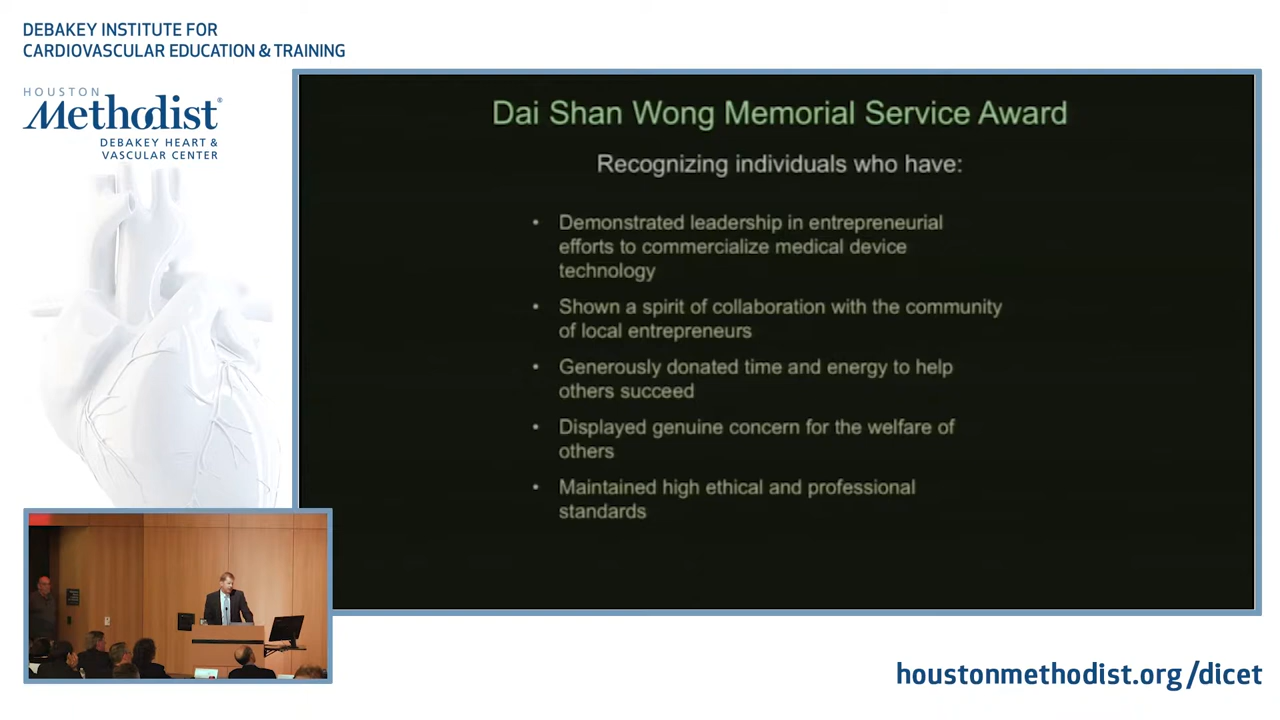 DEBAKEY INSTITUTE FOR
CARDIOVASCULAR EDUCATION & TRAINING
HOUSTON
Methodist®
DEBAKEY HEART &
VASCULAR CENTER
Dai Shan Wong Memorial Service Award
Recognizing individuals who have:
• Demonstrated leadership in entrepreneurial
efforts to commercialize medical device
technology
• Shown a spirit of collaboration with the community
of local entrepreneurs
• Generously donated time and energy to help
others succeed
• Displayed genuine concern for the welfare of
others
• Maintained high ethical and professional
standards
houstonmethodist.org/dicet